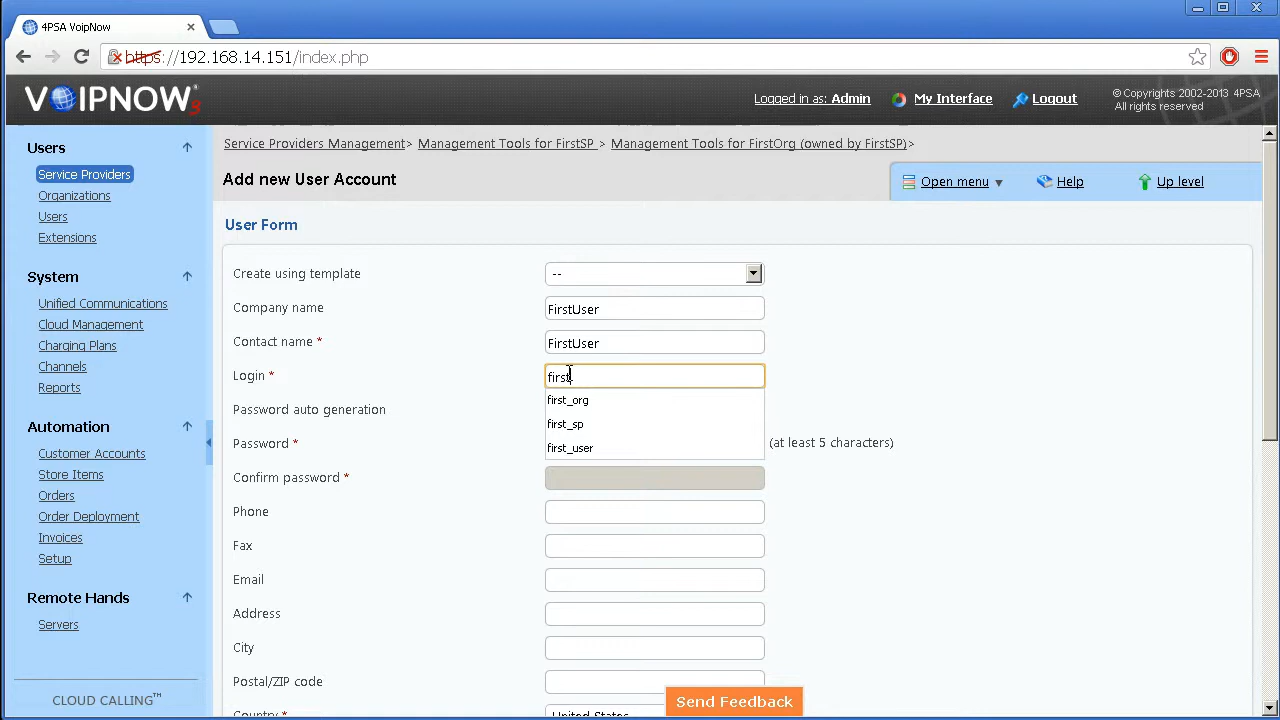 4PSA VoipNow
https://192.168.14.151/index.php
VOIPNOW 3
Logged in as: Admin
My Interface
Logout
© Copyrights 2002-2013 4PSA
All rights reserved
Users
Service Providers
Organizations
Users
Extensions
System
Unified Communications
Cloud Management
Charging Plans
Channels
Reports
Automation
Customer Accounts
Store Items
Orders
Order Deployment
Invoices
Setup
Remote Hands
Servers
CLOUD CALLING™
Service Providers Management> Management Tools for FirstSP > Management Tools for FirstOrg (owned by FirstSP)>
Add new User Account
Open menu
Help
Up level
User Form
Create using template
--
Company name
FirstUser
Contact name *
FirstUser
Login *
first
first_org
first_sp
first_user
Password auto generation
Password *
(at least 5 characters)
Confirm password *
Phone
Fax
Email
Address
City
Postal/ZIP code
Country *
United States
Send Feedback